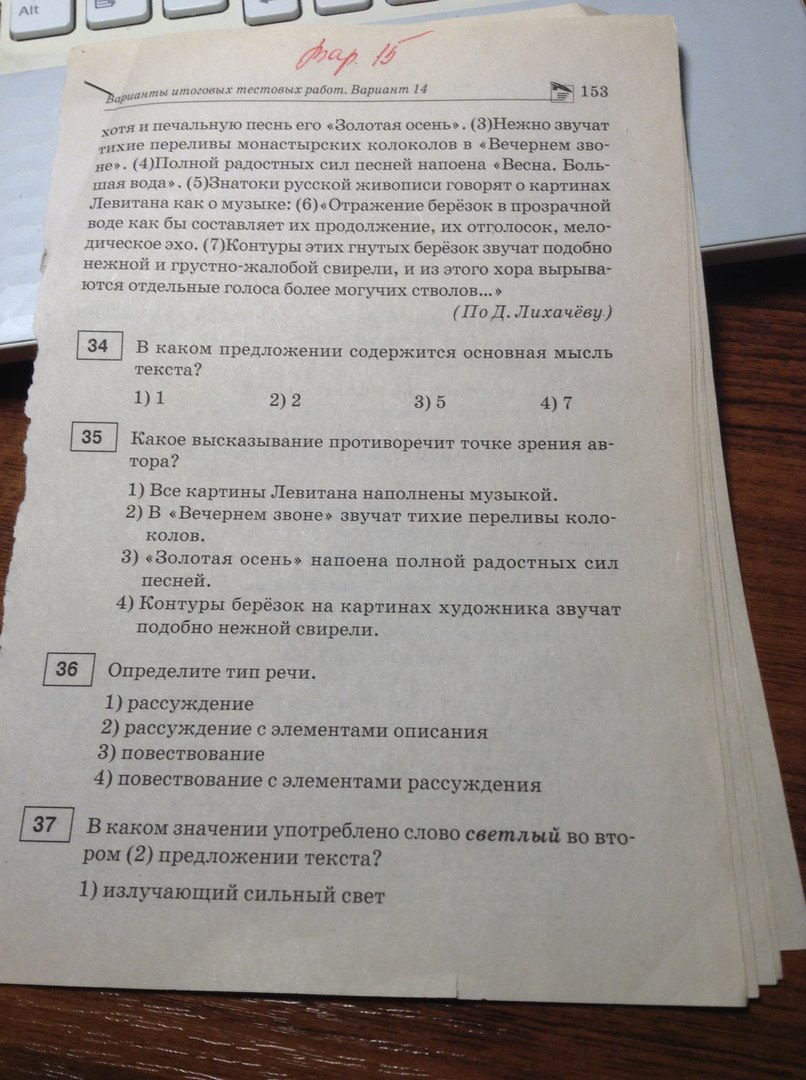 Alt
Вар. 15
Варианты итоговых тестовых работ. Вариант 14 153
хотя и печальную песнь его «Золотая осень». (3)Нежно звучат
тихие переливы монастырских колоколов в «Вечернем зво-
не». (4)Полной радостных сил песней напоена «Весна. Боль-
шая вода». (5)Знатоки русской живописи говорят о картинах
Левитана как о музыке: (6)«Отражение берёзок в прозрачной
воде как бы составляет их продолжение, их отголосок, мело-
дическое эхо. (7)Контуры этих гнутых берёзок звучат подобно
нежной и грустно-жалобой свирели, и из этого хора вырыва-
ются отдельные голоса более могучих стволов...»
(По Д. Лихачёву)
34 В каком предложении содержится основная мысль
текста?
1) 1 2) 2 3) 5 4) 7
35 Какое высказывание противоречит точке зрения ав-
тора?
1) Все картины Левитана наполнены музыкой.
2) В «Вечернем звоне» звучат тихие переливы коло-
колов.
3) «Золотая осень» напоена полной радостных сил
песней.
4) Контуры берёзок на картинах художника звучат
подобно нежной свирели.
36 Определите тип речи.
1) рассуждение
2) рассуждение с элементами описания
3) повествование
4) повествование с элементами рассуждения
37 В каком значении употреблено слово светлый во вто-
ром (2) предложении текста?
1) излучающий сильный свет